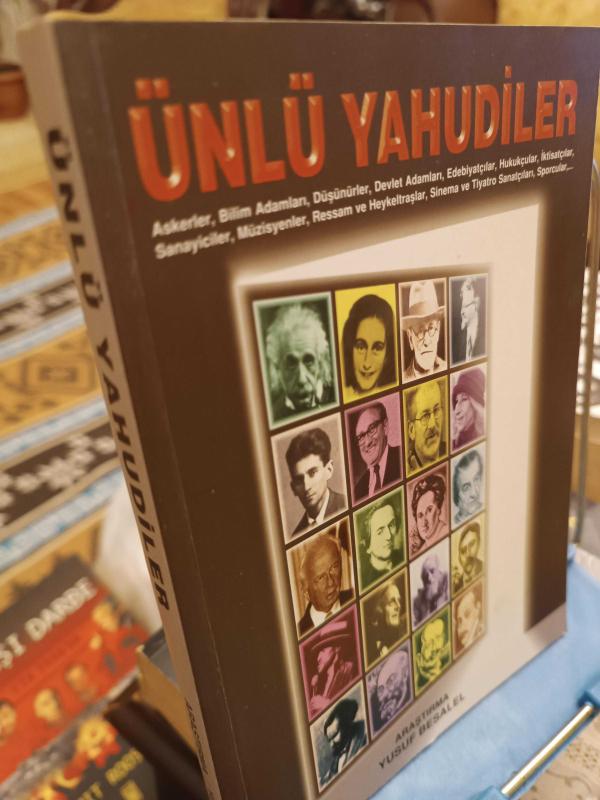 ÜNLÜ YAHUDİLER
Askerler, Bilim Adamları, Düşünürler, Devlet Adamları, Edebiyatçılar, Hukukçular, İktisatçılar,
Sanayiciler, Müzisyenler, Ressam ve Heykeltraşlar, Sinema ve Tiyatro Sanatçıları, Sporcular,...
ARAŞTIRMA
YUSUF BESALEL
ÜNLÜ YAHUDİLER
DARBE